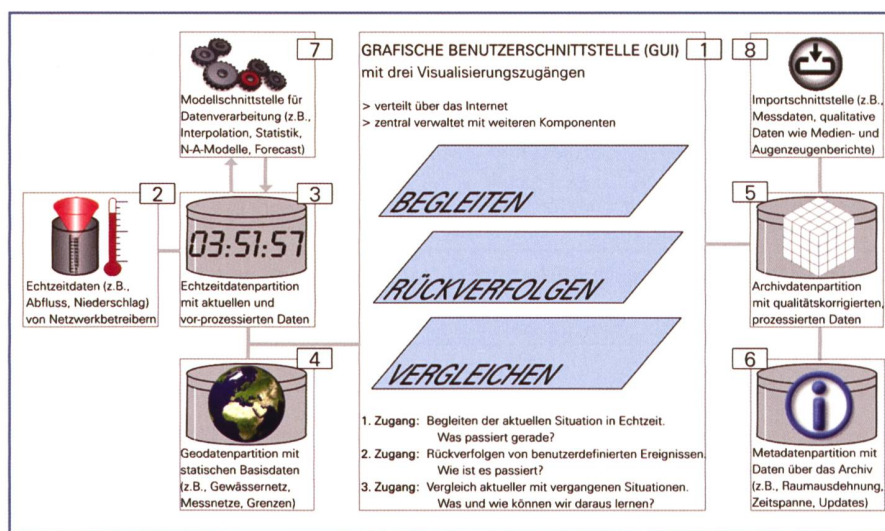 7
Modellschnittstelle für
Datenverarbeitung (z.B.,
Interpolation, Statistik,
N-A-Modelle, Forecast)
2
Echtzeitdaten (z.B.,
Abfluss, Niederschlag)
von Netzwerkbetreibern
3
03:51:57
Echtzeitdatenpartition
mit aktuellen und
vor-prozessierten Daten
4
Geodatenpartition mit
statischen Basisdaten
(z.B., Gewässernetz,
Messnetze, Grenzen)
GRAFISCHE BENUTZERSCHNITTSTELLE (GUI) 1
mit drei Visualisierungszugängen
> verteilt über das Internet
> zentral verwaltet mit weiteren Komponenten
BEGLEITEN
RÜCKVERFOLGEN
VERGLEICHEN
1. Zugang: Begleiten der aktuellen Situation in Echtzeit.
Was passiert gerade?
2. Zugang: Rückverfolgen von benutzerdefinierten Ereignissen.
Wie ist es passiert?
3. Zugang: Vergleich aktueller mit vergangenen Situationen.
Was und wie können wir daraus lernen?
8
Importschnittstelle (z.B.,
Messdaten, qualitative
Daten wie Medien- und
Augenzeugenberichte)
5
Archivdatenpartition
mit qualitätskorrigierten,
prozessierten Daten
6
i
Metadatenpartition mit
Daten über das Archiv
(z.B., Raumausdehnung,
Zeitspanne, Updates)